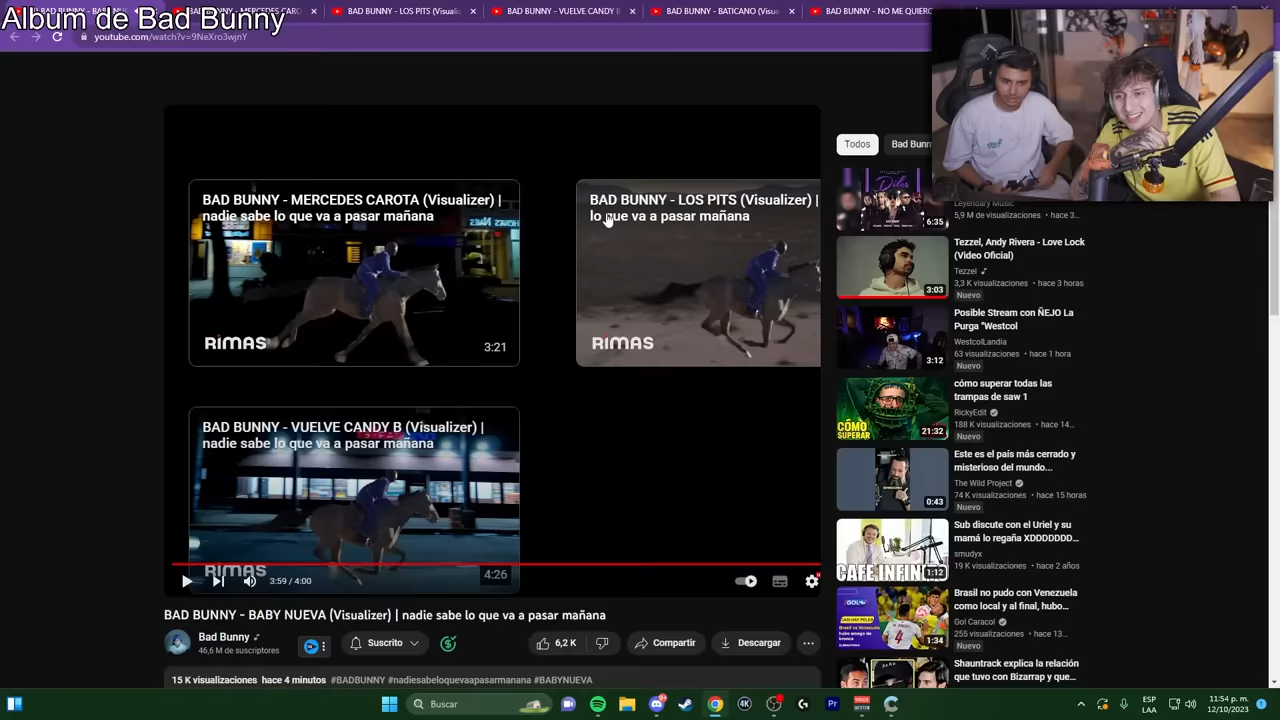 Album de Bad Bunny
BAD BUNNY - LOS PITS (Visualiz
BAD BUNNY - VUELVE CANDY B
BAD BUNNY - BATICANO (Visualiz
BAD BUNNY - NO ME QUIERO
youtube.com/watch?v=9NeXro3wjnY
BAD BUNNY - MERCEDES CAROTA (Visualizer) |
nadie sabe lo que va a pasar mañana
RIMAS
3:21
BAD BUNNY - LOS PITS (Visualizer) |
lo que va a pasar mañana
RIMAS
BAD BUNNY - VUELVE CANDY B (Visualizer) |
nadie sabe lo que va a pasar mañana
RIMAS
4:26
3:59 / 4:00
BAD BUNNY - BABY NUEVA (Visualizer) | nadie sabe lo que va a pasar mañana
Bad Bunny
46,6 M de suscriptores
Suscrito
Compartir
Descargar
15 K visualizaciones hace 4 minutos #BADBUNNY #nadiesabeloquevaapasarmanana #BABYNUEVA
Todos
Bad Bunn
Diles
6:35
Leyendary Music
5,9 M de visualizaciones • hace 3...
3:03
Tezzel, Andy Rivera - Love Lock
(Video Oficial)
Tezzel
3,3 K visualizaciones • hace 3 horas
Nuevo
3:12
Posible Stream con ÑEJO La
Purga "Westcol
WestcolLandia
63 visualizaciones • hace 1 hora
Nuevo
CÓMO
SUPERAR
21:32
cómo superar todas las
trampas de saw 1
RickyEdit
188 K visualizaciones • hace 14...
Nuevo
0:43
Este es el país más cerrado y
misterioso del mundo...
The Wild Project
74 K visualizaciones • hace 15 horas
Nuevo
CAFE INFINI
1:12
Sub discute con el Uriel y su
mamá lo regaña XDDDDDDD...
smudyx
19 K visualizaciones • hace 2 años
GOL
1:34
Brasil no pudo con Venezuela
como local y al final, hubo...
Gol Caracol
255 visualizaciones • hace 13...
Nuevo
Shauntrack explica la relación
que tuvo con Bizarrap y que...
Buscar
ESP
LAA
11:54 p. m.
12/10/2023